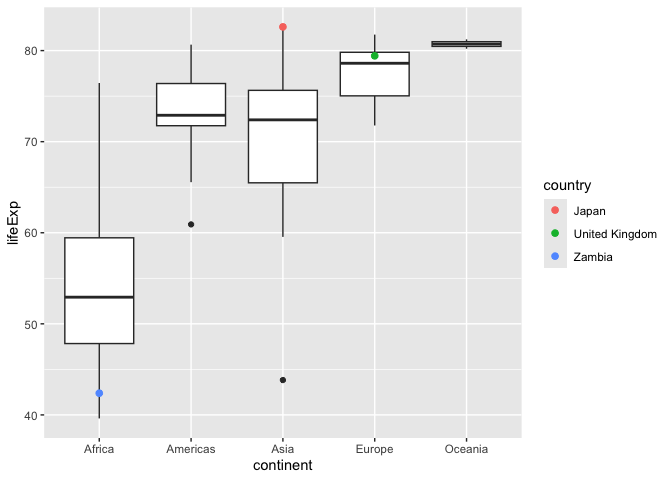 80
70
60
50
40
lifeExp
Africa
Americas
Asia
Europe
Oceania
continent
country
Japan
United Kingdom
Zambia